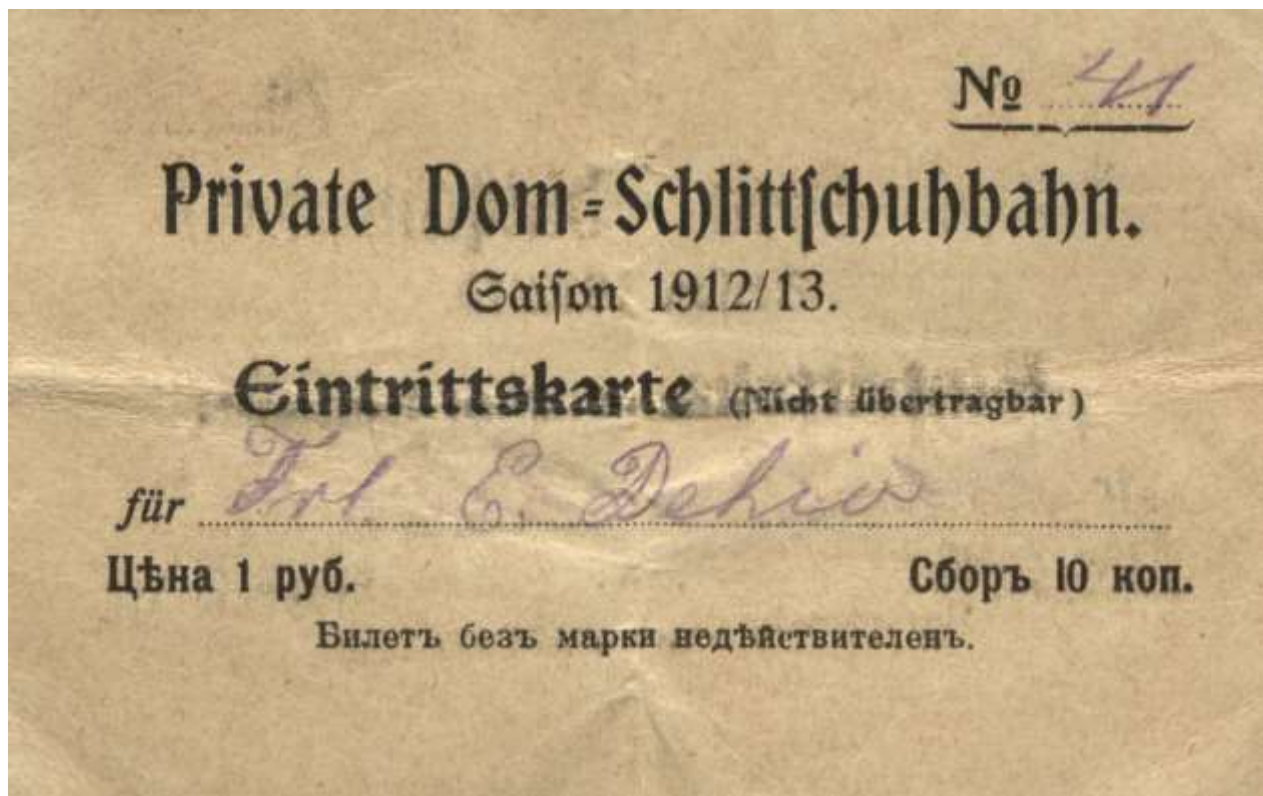 № 41
Private Dom=Schlittſchuhbahn.
Saiſon 1912/13.
Eintrittskarte (Nicht übertragbar)
für Frl E. Dehio
Цѣна 1 руб. Сборъ 10 коп.
Билетъ безъ марки недѣйствителенъ.